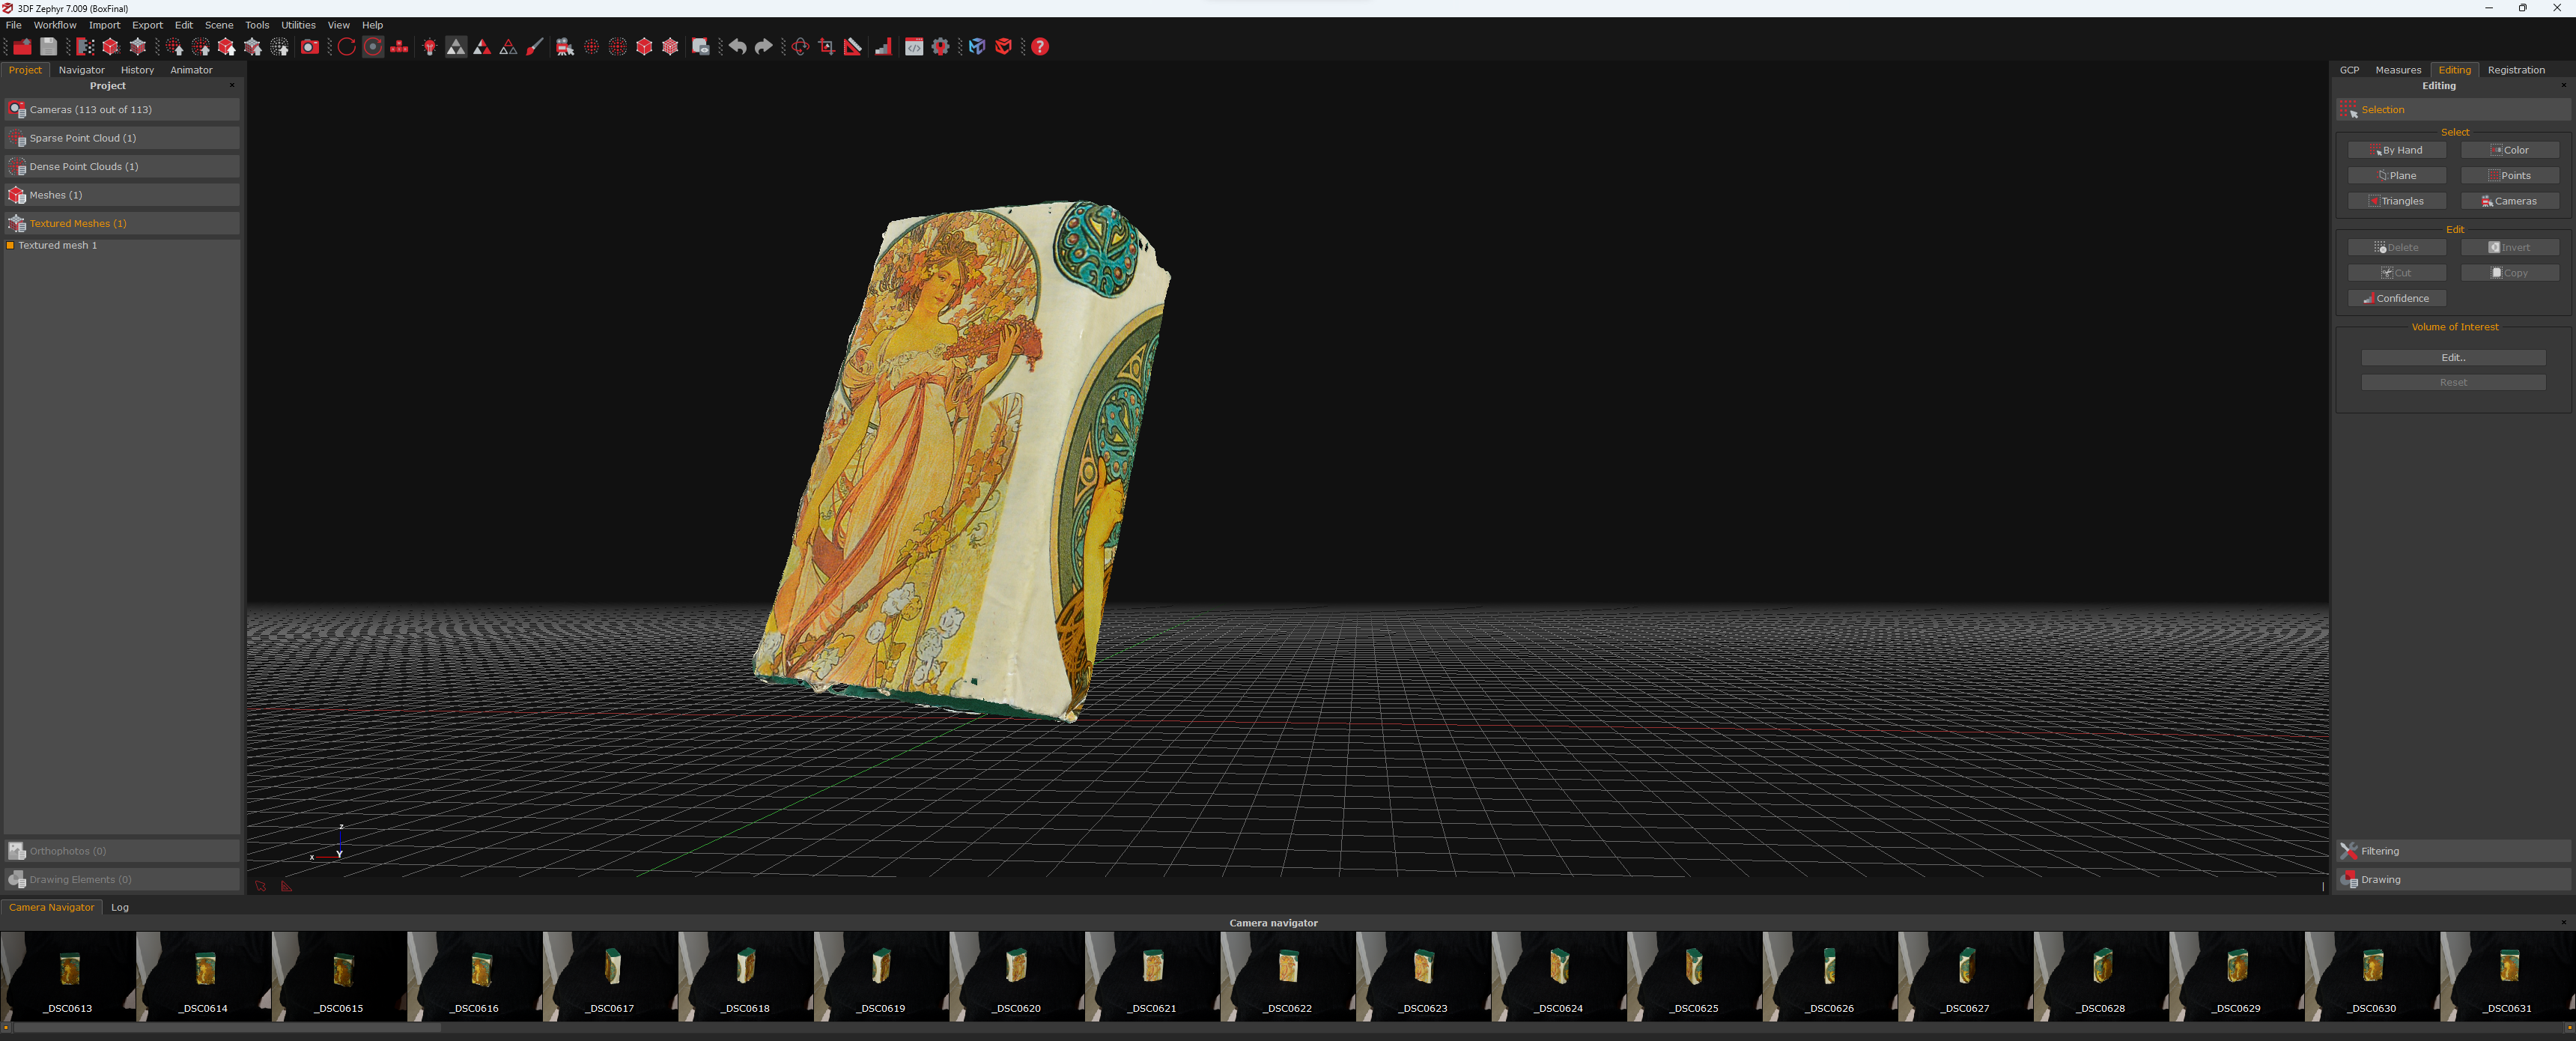 3DF Zephyr 7.009 (BoxFinal)
File Workflow Import Export Edit Scene Tools Utilities View Help
Project Navigator History Animator
Project
Cameras (113 out of 113)
Sparse Point Cloud (1)
Dense Point Clouds (1)
Meshes (1)
Textured Meshes (1)
Textured mesh 1
Orthophotos (0)
Drawing Elements (0)
z
x Y
GCP Measures Editing Registration
Editing
Selection
Select
By Hand Color
Plane Points
Triangles Cameras
Edit
Delete Invert
Cut Copy
Confidence
Volume of Interest
Edit..
Reset
Filtering
Drawing
Camera Navigator Log
Camera navigator
_DSC0613 _DSC0614 _DSC0615 _DSC0616 _DSC0617 _DSC0618 _DSC0619 _DSC0620 _DSC0621 _DSC0622 _DSC0623 _DSC0624 _DSC0625 _DSC0626 _DSC0627 _DSC0628 _DSC0629 _DSC0630 _DSC0631